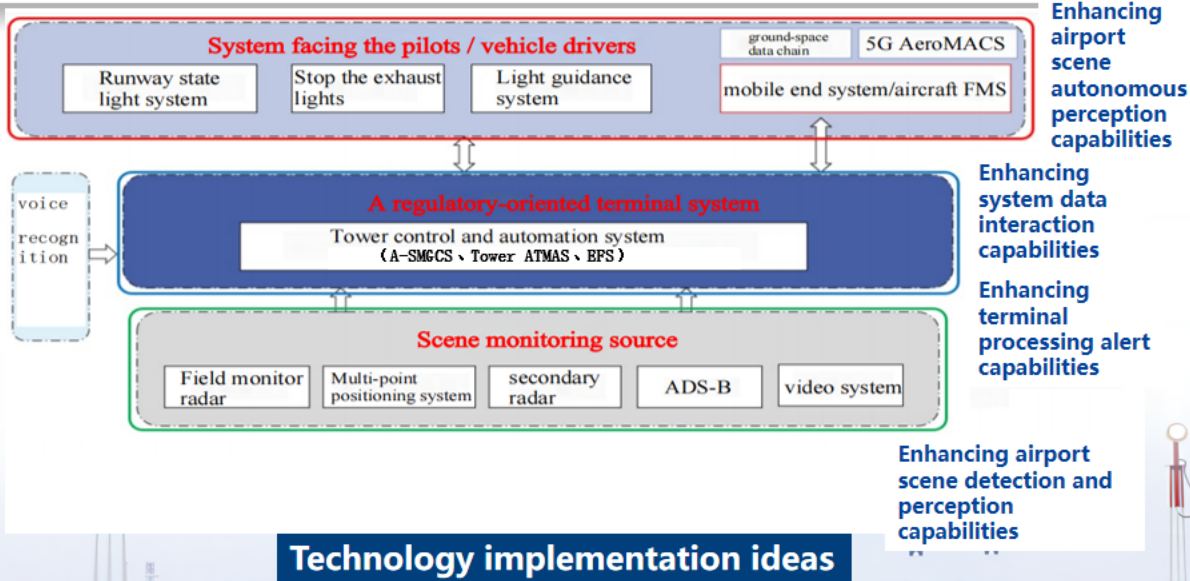 System facing the pilots / vehicle drivers
ground-space
data chain
5G AeroMACS
Runway state
light system
Stop the exhaust
lights
Light guidance
system
mobile end system/aircraft FMS
Enhancing
airport
scene
autonomous
perception
capabilities
voice
recogn
ition
A regulatory-oriented terminal system
Tower control and automation system
(A-SMGCS、Tower ATMAS、EFS)
Enhancing
system data
interaction
capabilities
Enhancing
terminal
processing alert
capabilities
Scene monitoring source
Field monitor
radar
Multi-point
positioning system
secondary
radar
ADS-B
video system
Enhancing airport
scene detection and
perception
capabilities
Technology implementation ideas